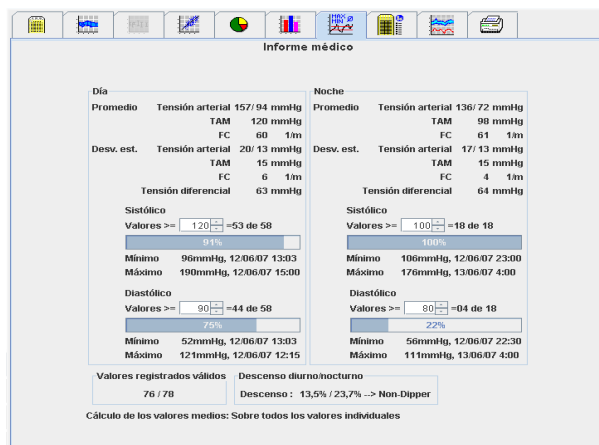 MAX
MIN
Informe médico
Día
Promedio Tensión arterial 157/ 94 mmHg
TAM 120 mmHg
FC 60 1/m
Desv. est. Tensión arterial 20/ 13 mmHg
TAM 15 mmHg
FC 6 1/m
Tensión diferencial 63 mmHg
Sistólico
Valores >= 120 =53 de 58
91%
Mínimo 96mmHg, 12/06/07 13:03
Máximo 190mmHg, 12/06/07 15:00
Diastólico
Valores >= 90 =44 de 58
75%
Mínimo 52mmHg, 12/06/07 13:03
Máximo 121mmHg, 12/06/07 12:15
Noche
Promedio Tensión arterial 136/ 72 mmHg
TAM 98 mmHg
FC 61 1/m
Desv. est. Tensión arterial 17/ 13 mmHg
TAM 15 mmHg
FC 4 1/m
Tensión diferencial 64 mmHg
Sistólico
Valores >= 100 =18 de 18
100%
Mínimo 106mmHg, 12/06/07 23:00
Máximo 176mmHg, 13/06/07 4:00
Diastólico
Valores >= 80 =04 de 18
22%
Mínimo 56mmHg, 12/06/07 22:30
Máximo 111mmHg, 13/06/07 4:00
Valores registrados válidos
76 / 78
Descenso diurno/nocturno
Descenso : 13,5% / 23,7% --> Non-Dipper
Cálculo de los valores medios: Sobre todos los valores individuales